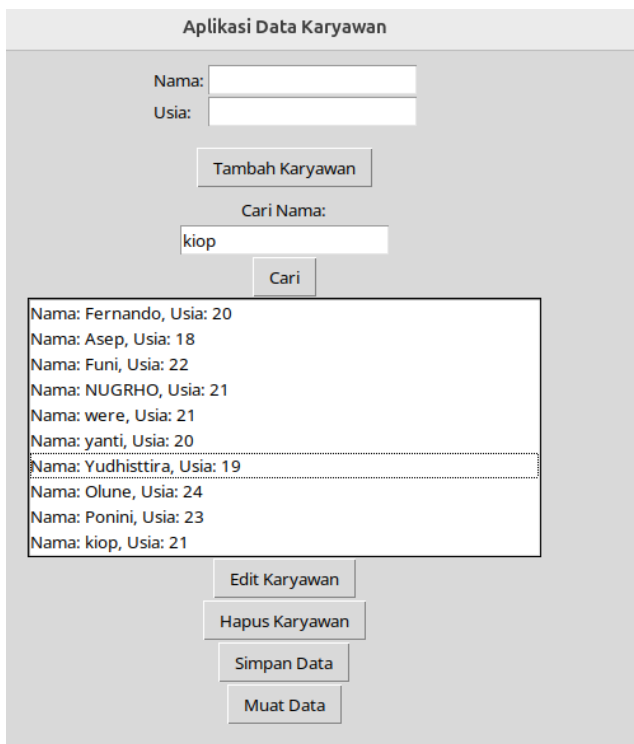 Aplikasi Data Karyawan
Nama:
Usia:
Tambah Karyawan
Cari Nama:
kiop
Cari
Nama: Fernando, Usia: 20
Nama: Asep, Usia: 18
Nama: Funi, Usia: 22
Nama: NUGRHO, Usia: 21
Nama: were, Usia: 21
Nama: yanti, Usia: 20
Nama: Yudhisttira, Usia: 19
Nama: Olune, Usia: 24
Nama: Ponini, Usia: 23
Nama: kiop, Usia: 21
Edit Karyawan
Hapus Karyawan
Simpan Data
Muat Data